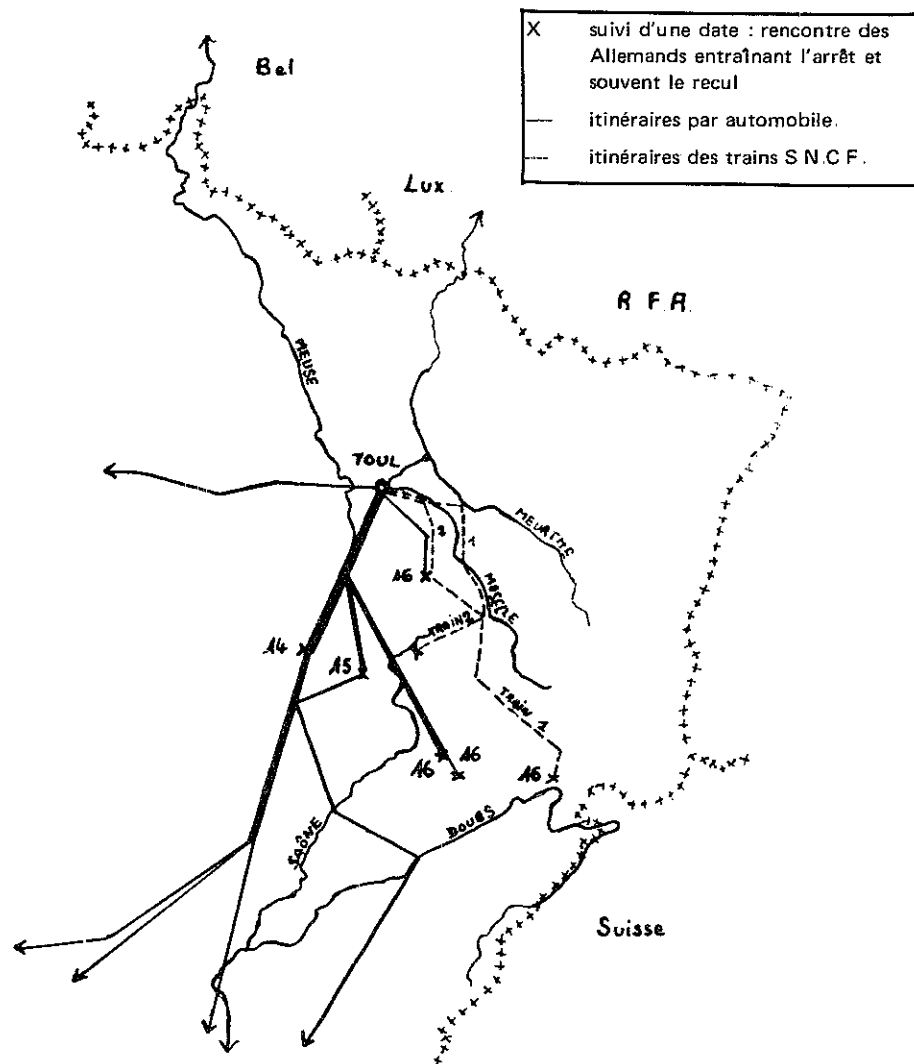 X suivi d'une date : rencontre des
Allemands entraînant l'arrêt et
souvent le recul
itinéraires par automobile.
itinéraires des trains S.N.C F.
Bel
Lux.
R F.A.
MEUSE
TOUL
MEURTHE
2
1
MOSELLE
16
TRAIN 2
14
15
TRAIN 1
16 16
16
DOUBS
SAÔNE
Suisse